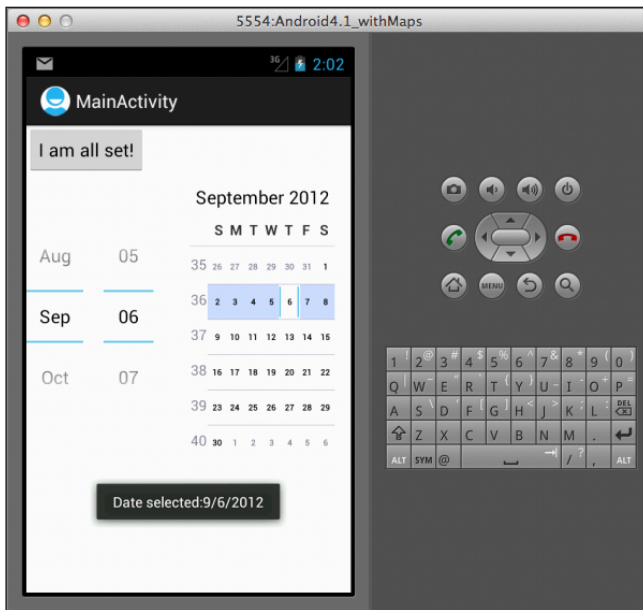 5554:Android4.1_withMaps
3G 2:02
MainActivity
I am all set!
September 2012
S M T W T F S
Aug 05
35 26 27 28 29 30 31 1
36 2 3 4 5 6 7 8
Sep 06
37 9 10 11 12 13 14 15
Oct 07
38 16 17 18 19 20 21 22
39 23 24 25 26 27 28 29
40 30 1 2 3 4 5 6
Date selected:9/6/2012
MENU
1 ! 2 @ 3 # 4 $ 5 % 6 ^ 7 & 8 * 9 ( 0 )
Q W E R T Y U I O P
A S D F G H J K L DEL
Z X C V B N M .
ALT SYM @ / ? , ALT